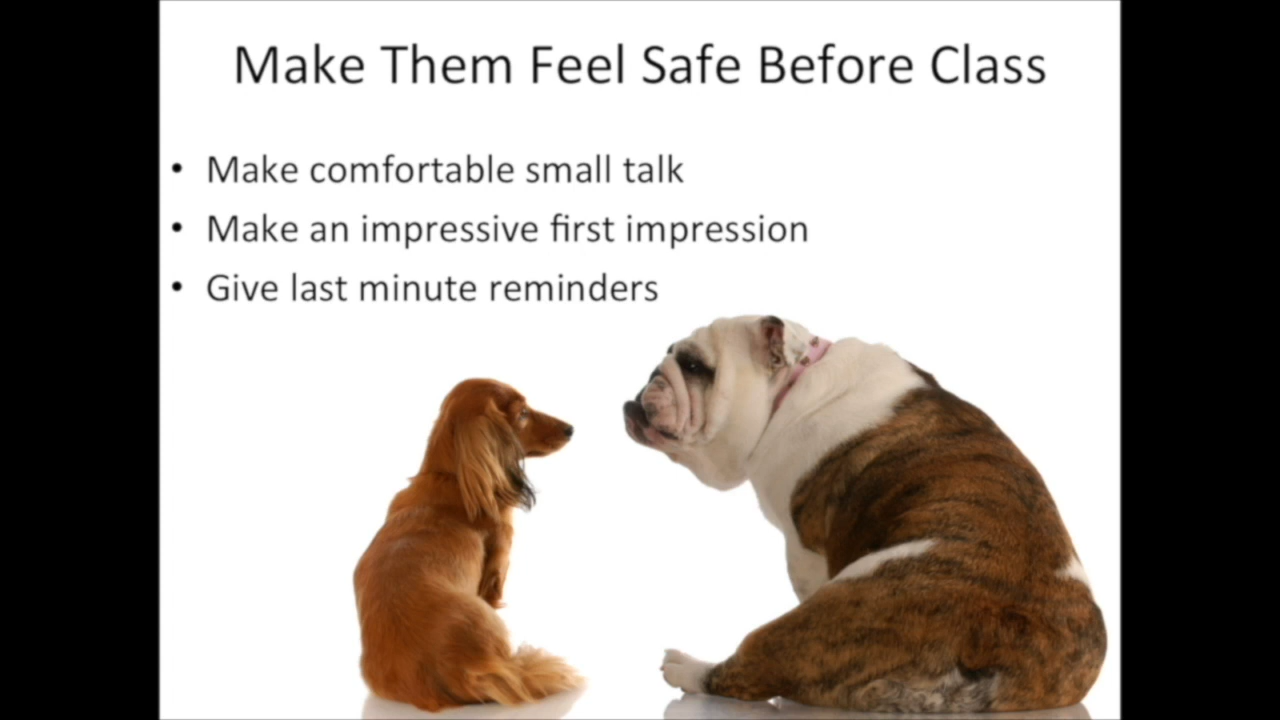 Make Them Feel Safe Before Class
• Make comfortable small talk
• Make an impressive first impression
• Give last minute reminders